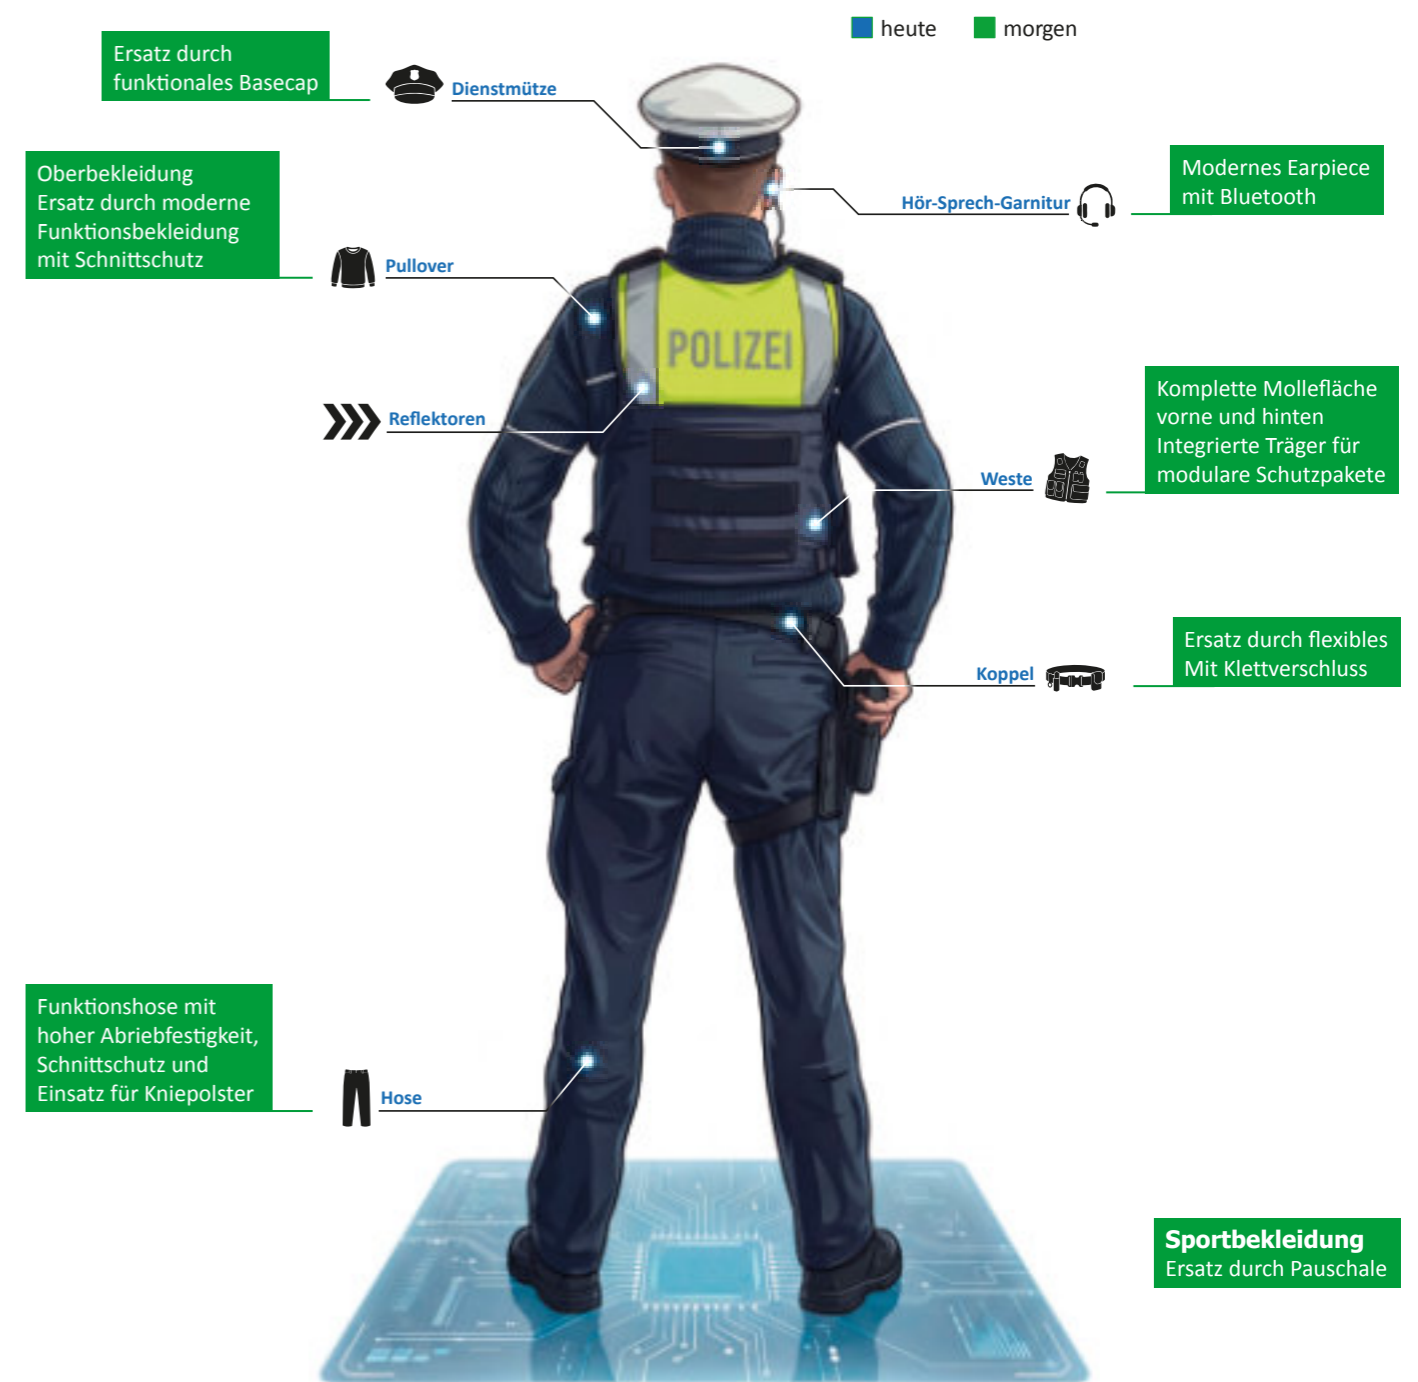 heute
morgen
Ersatz durch
funktionales Basecap
Dienstmütze
Oberbekleidung
Ersatz durch moderne
Funktionsbekleidung
mit Schnittschutz
Pullover
Hör-Sprech-Garnitur
Modernes Earpiece
mit Bluetooth
POLIZEI
Reflektoren
Weste
Komplette Mollefläche
vorne und hinten
Integrierte Träger für
modulare Schutzpakete
Koppel
Ersatz durch flexibles
Mit Klettverschluss
Funktionshose mit
hoher Abriebfestigkeit,
Schnittschutz und
Einsatz für Kniepolster
Hose
Sportbekleidung
Ersatz durch Pauschale